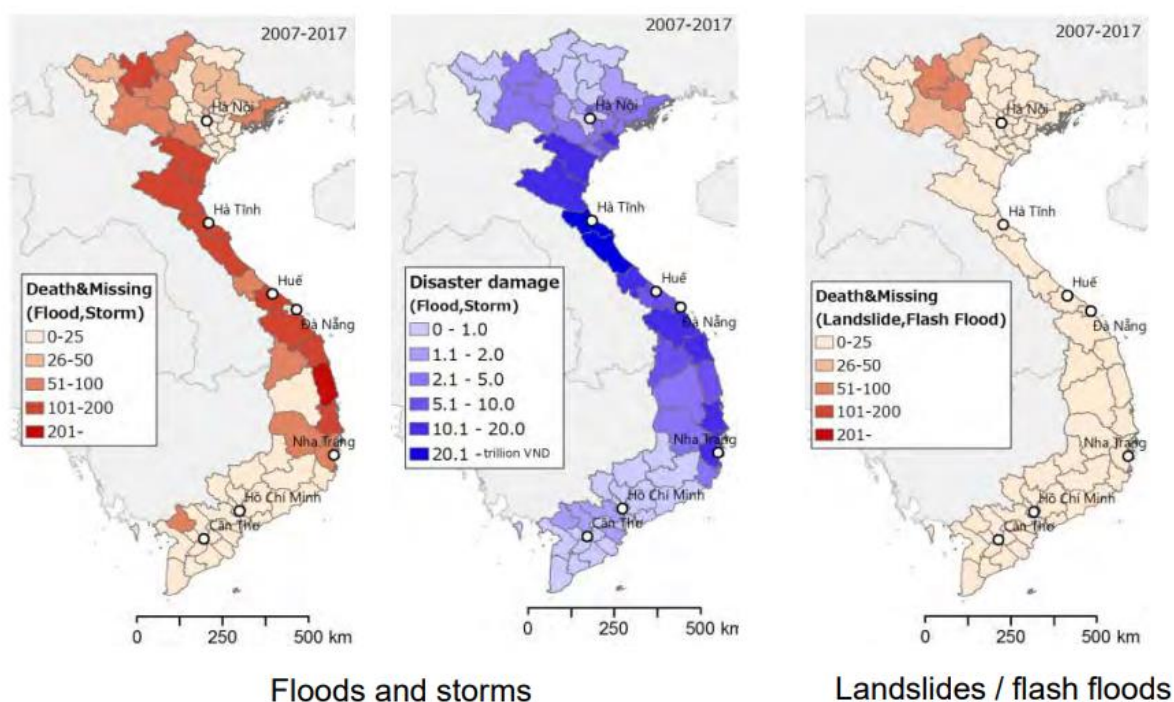 2007-2017
Hà Nội
Hà Tĩnh
Huế
Đà Nẵng
Nha Trang
Hồ Chí Minh
Cần Thơ
Death&Missing
(Flood,Storm)
0-25
26-50
51-100
101-200
201-
0 250 500 km
2007-2017
Hà Nội
Hà Tĩnh
Huế
Đà Nẵng
Nha Trang
Hồ Chí Minh
Cần Thơ
Disaster damage
(Flood,Storm)
0 - 1.0
1.1 - 2.0
2.1 - 5.0
5.1 - 10.0
10.1 - 20.0
20.1 - trillion VND
0 250 500 km
Floods and storms
2007-2017
Hà Nội
Hà Tĩnh
Huế
Đà Nẵng
Nha Trang
Hồ Chí Minh
Cần Thơ
Death&Missing
(Landslide,Flash Flood)
0-25
26-50
51-100
101-200
201-
0 250 500 km
Landslides / flash floods